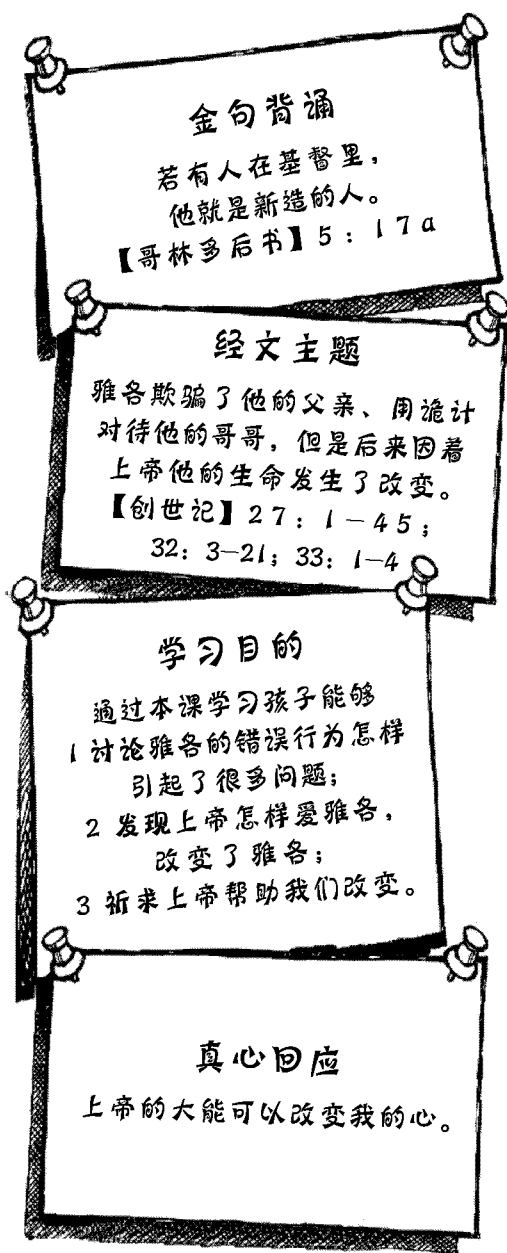 金句背诵
若有人在基督里，
他就是新造的人。
【哥林多后书】5：17a
经文主题
雅各欺骗了他的父亲、用诡计
对待他的哥哥，但是后来因着
上帝他的生命发生了改变。
【创世记】27：1－45；
32：3—21；33：1-4
学习目的
通过本课学习孩子能够
1 讨论雅各的错误行为怎样
引起了很多问题；
2 发现上帝怎样爱雅各，
改变了雅各；
3 祈求上帝帮助我们改变。
真心回应
上帝的大能可以改变我的心。